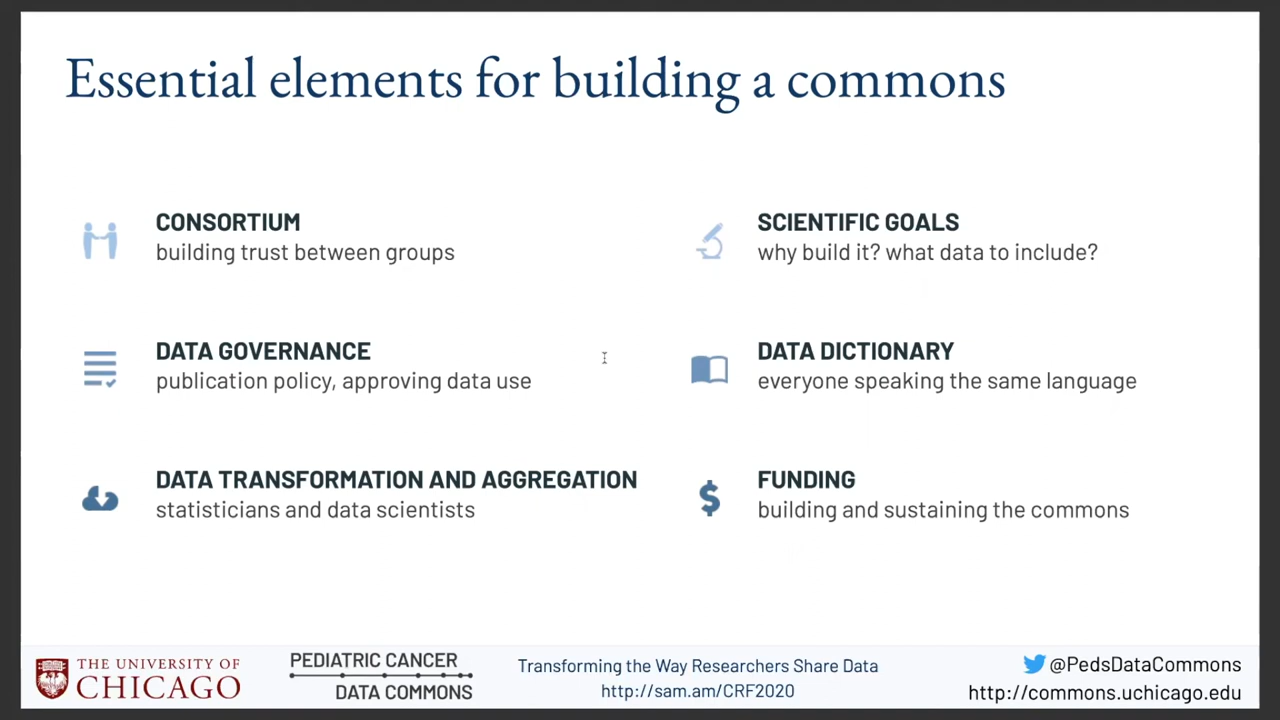 Essential elements for building a commons
CONSORTIUM
building trust between groups
SCIENTIFIC GOALS
why build it? what data to include?
DATA GOVERNANCE
publication policy, approving data use
DATA DICTIONARY
everyone speaking the same language
DATA TRANSFORMATION AND AGGREGATION
statisticians and data scientists
$
FUNDING
building and sustaining the commons
THE UNIVERSITY OF
CHICAGO
PEDIATRIC CANCER
DATA COMMONS
Transforming the Way Researchers Share Data
http://sam.am/CRF2020
@PedsDataCommons
http://commons.uchicago.edu